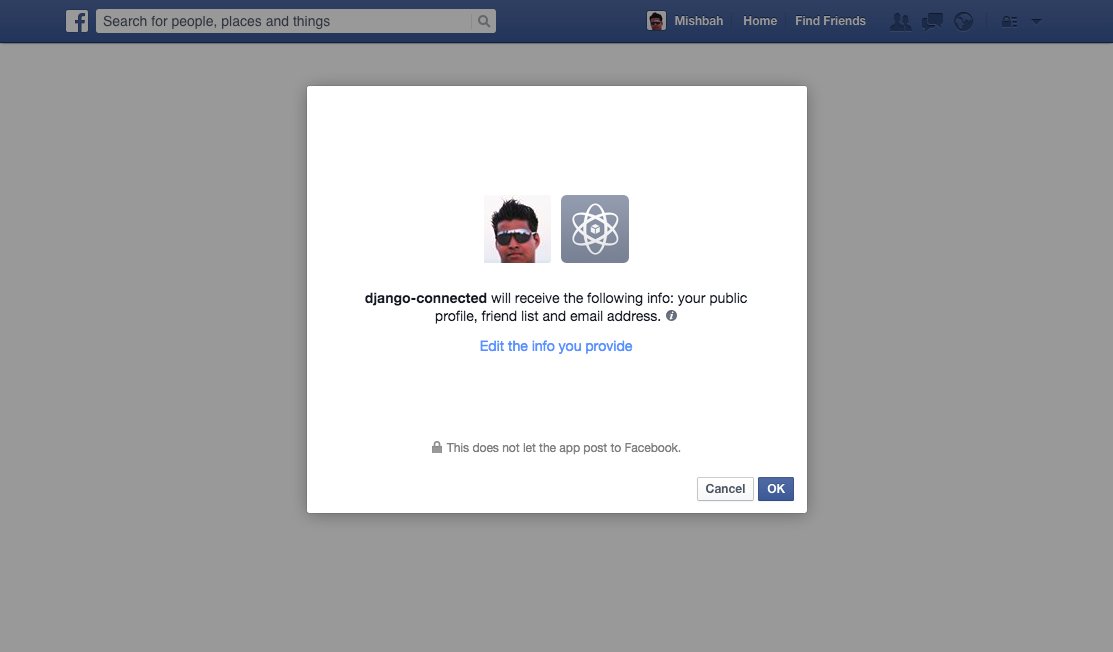 Search for people, places and things
Mishbah
Home
Find Friends
django-connected will receive the following info: your public
profile, friend list and email address.
Edit the info you provide
This does not let the app post to Facebook.
Cancel
OK